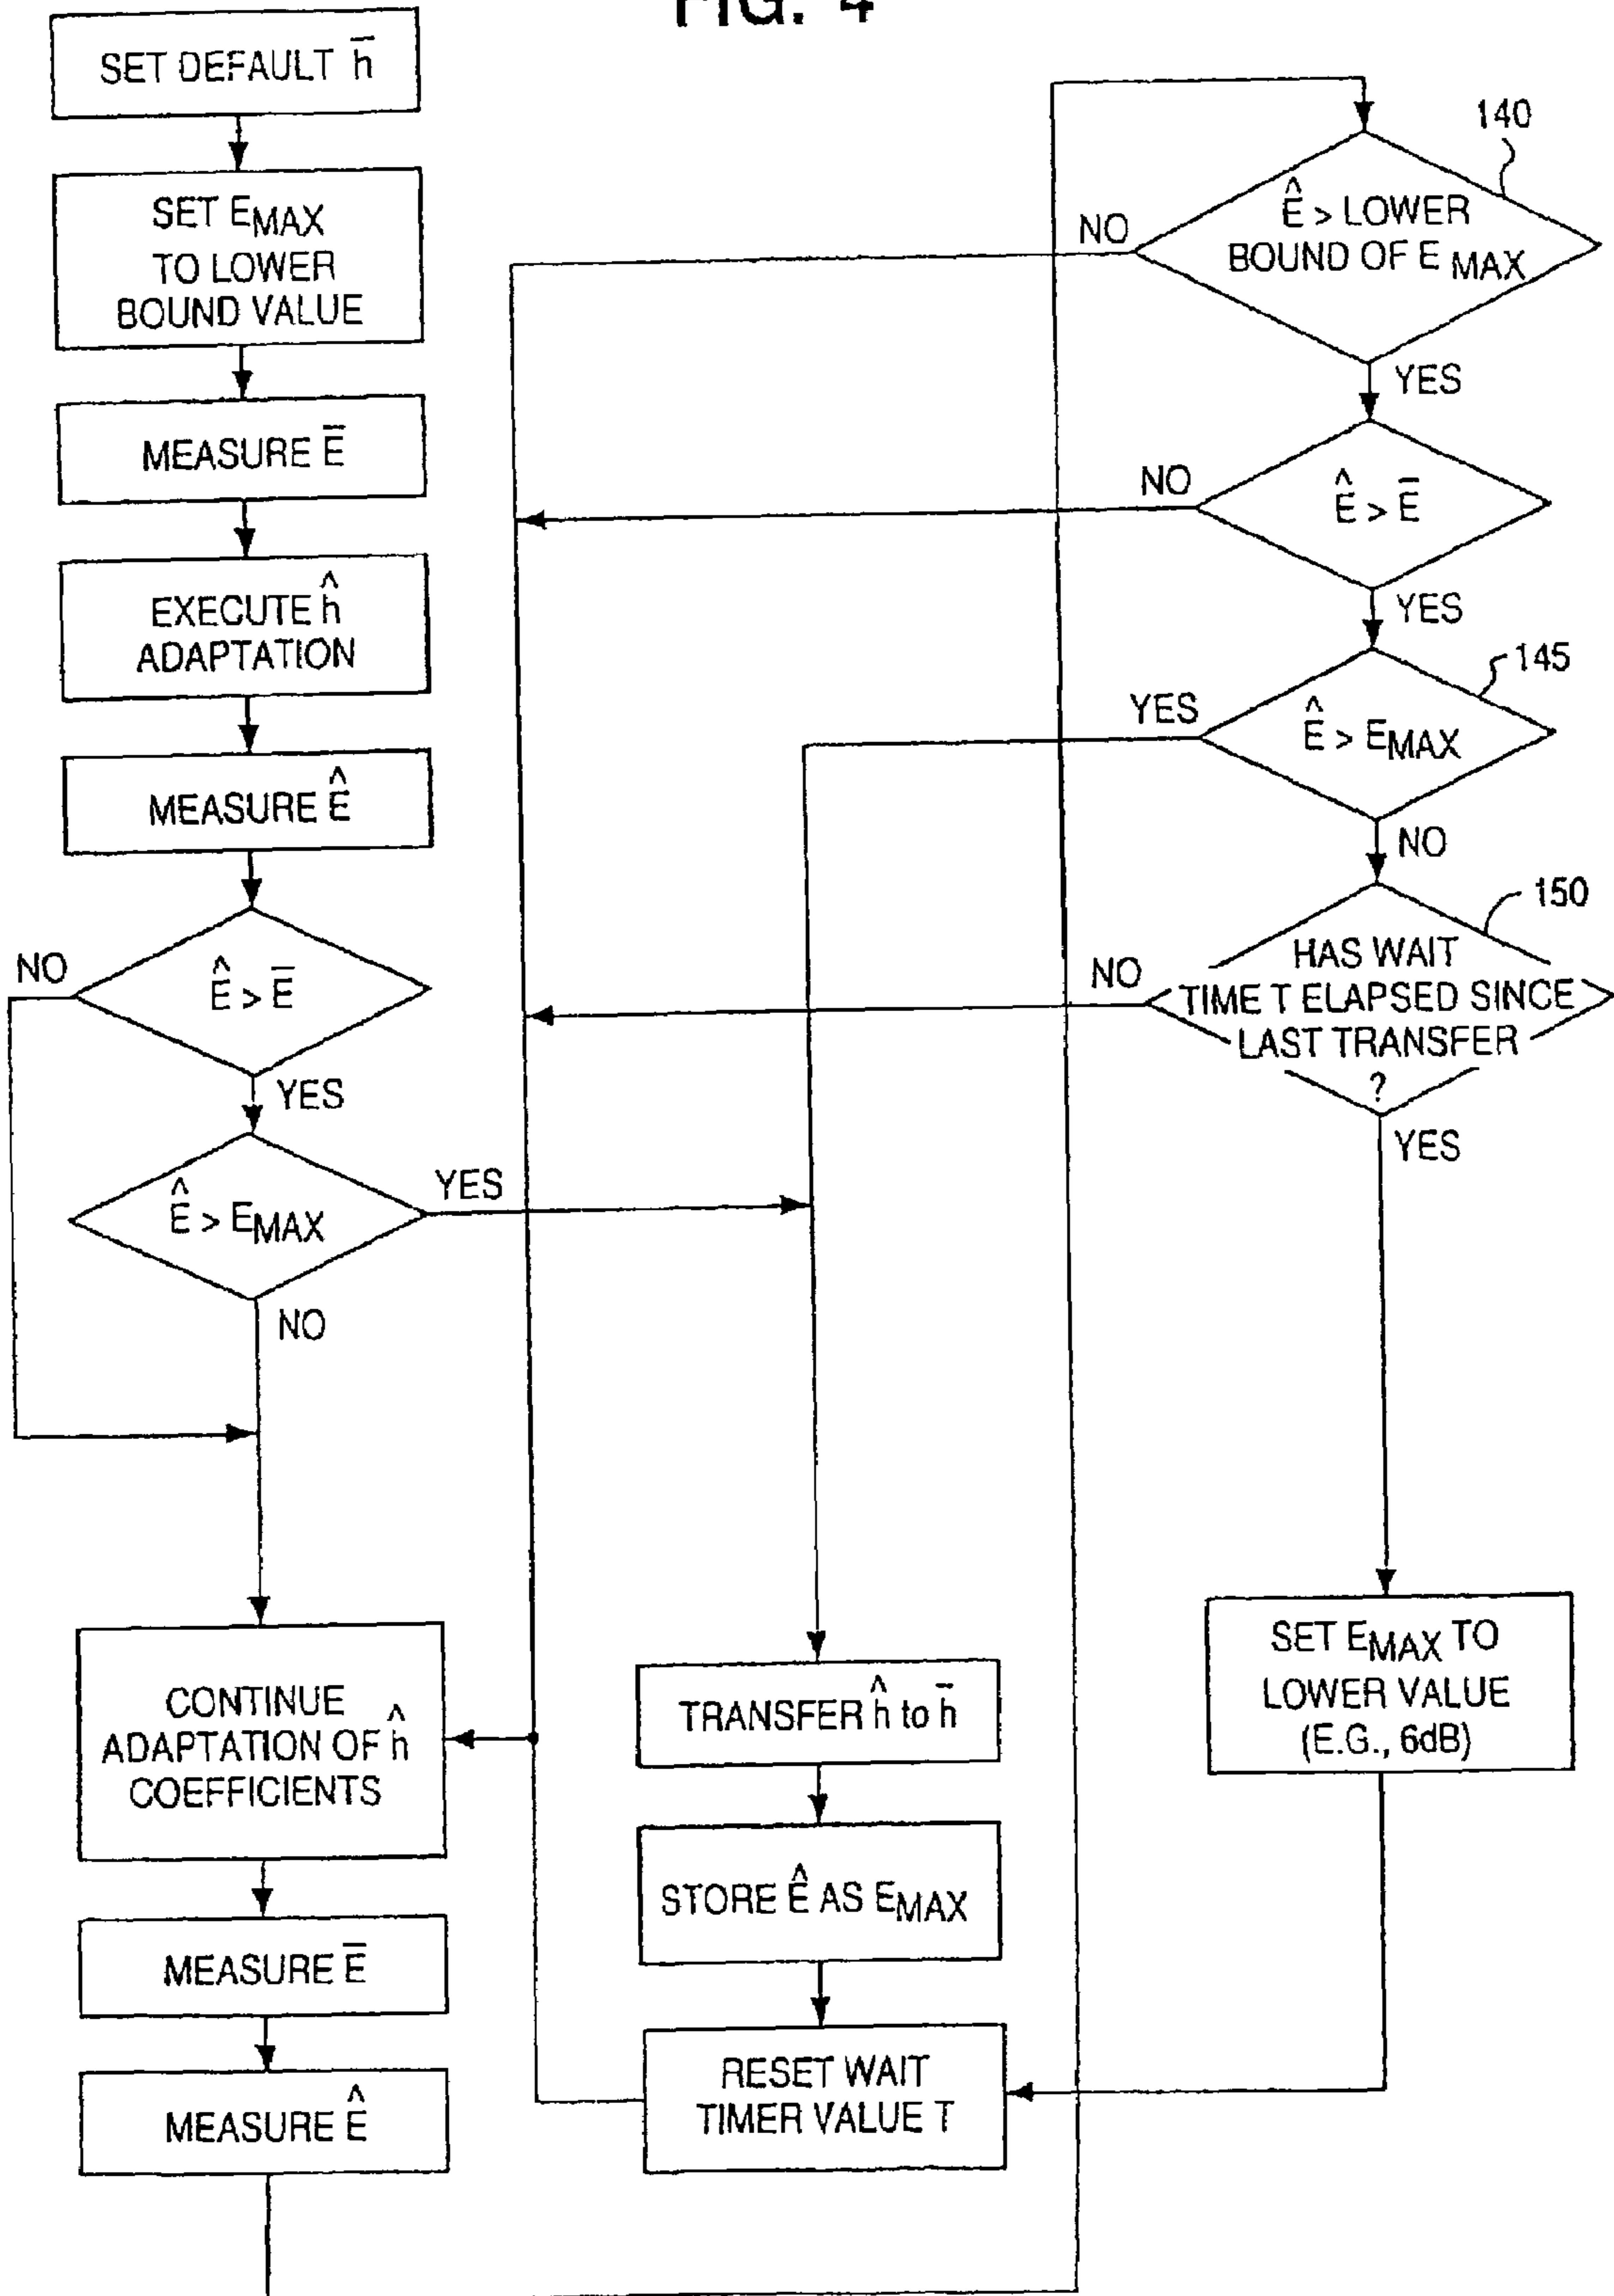 FIG. 4
SET DEFAULT h̄
SET EMAX
TO LOWER
BOUND VALUE
MEASURE Ē
EXECUTE ĥ
ADAPTATION
MEASURE Ê
NO
Ê > Ē
YES
Ê > EMAX
YES
NO
CONTINUE
ADAPTATION OF ĥ
COEFFICIENTS
MEASURE Ē
MEASURE Ê
TRANSFER ĥ to h̄
STORE Ê AS EMAX
RESET WAIT
TIMER VALUE T
140
NO
Ê > LOWER
BOUND OF E MAX
YES
NO
Ê > Ē
YES
145
YES
Ê > EMAX
NO
150
NO
HAS WAIT
TIME T ELAPSED SINCE
LAST TRANSFER
?
YES
SET EMAX TO
LOWER VALUE
(E.G., 6dB)